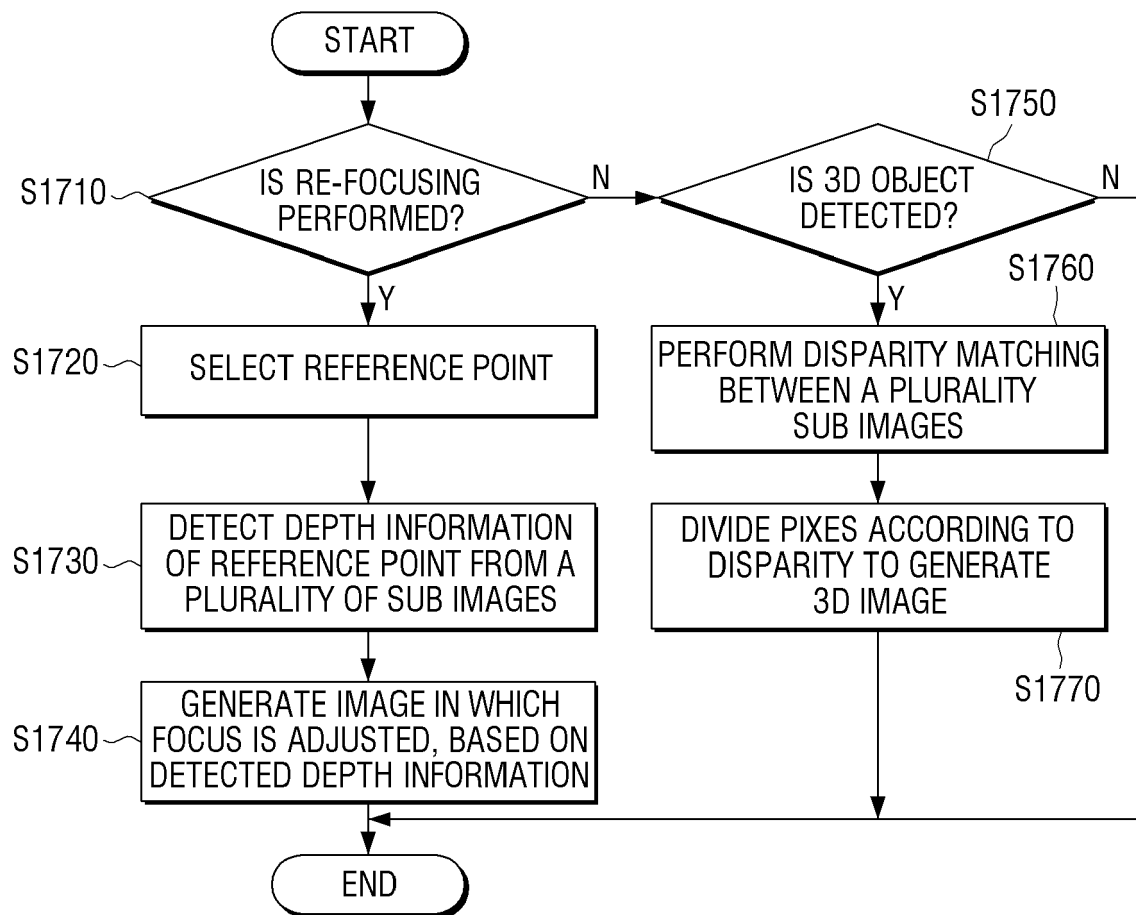 START
S1710
IS RE-FOCUSING
PERFORMED?
N
Y
S1750
IS 3D OBJECT
DETECTED?
N
Y
S1720
SELECT REFERENCE POINT
S1760
PERFORM DISPARITY MATCHING
BETWEEN A PLURALITY
SUB IMAGES
S1730
DETECT DEPTH INFORMATION
OF REFERENCE POINT FROM A
PLURALITY OF SUB IMAGES
DIVIDE PIXES ACCORDING TO
DISPARITY TO GENERATE
3D IMAGE
S1770
S1740
GENERATE IMAGE IN WHICH
FOCUS IS ADJUSTED, BASED ON
DETECTED DEPTH INFORMATION
END